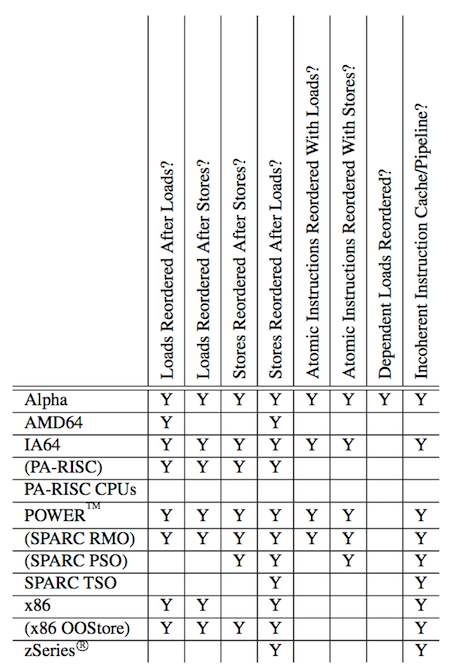 Loads Reordered After Loads?
Loads Reordered After Stores?
Stores Reordered After Stores?
Stores Reordered After Loads?
Atomic Instructions Reordered With Loads?
Atomic Instructions Reordered With Stores?
Dependent Loads Reordered?
Incoherent Instruction Cache/Pipeline?
Alpha Y Y Y Y Y Y Y Y
AMD64 Y Y
IA64 Y Y Y Y Y Y Y
(PA-RISC) Y Y Y Y
PA-RISC CPUs
POWER™ Y Y Y Y Y Y Y
(SPARC RMO) Y Y Y Y Y Y Y
(SPARC PSO) Y Y Y Y
SPARC TSO Y Y
x86 Y Y Y Y
(x86 OOStore) Y Y Y Y Y
zSeries® Y Y